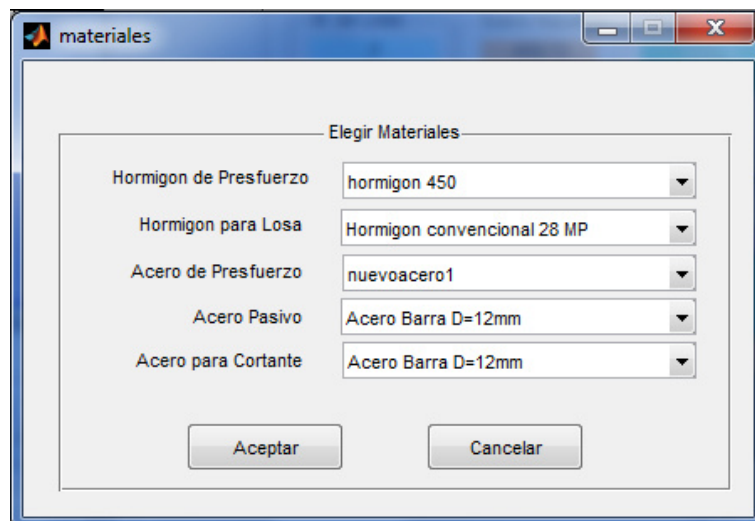 materiales
Elegir Materiales
Hormigon de Presfuerzo hormigon 450
Hormigon para Losa Hormigon convencional 28 MP
Acero de Presfuerzo nuevoacero1
Acero Pasivo Acero Barra D=12mm
Acero para Cortante Acero Barra D=12mm
Aceptar Cancelar